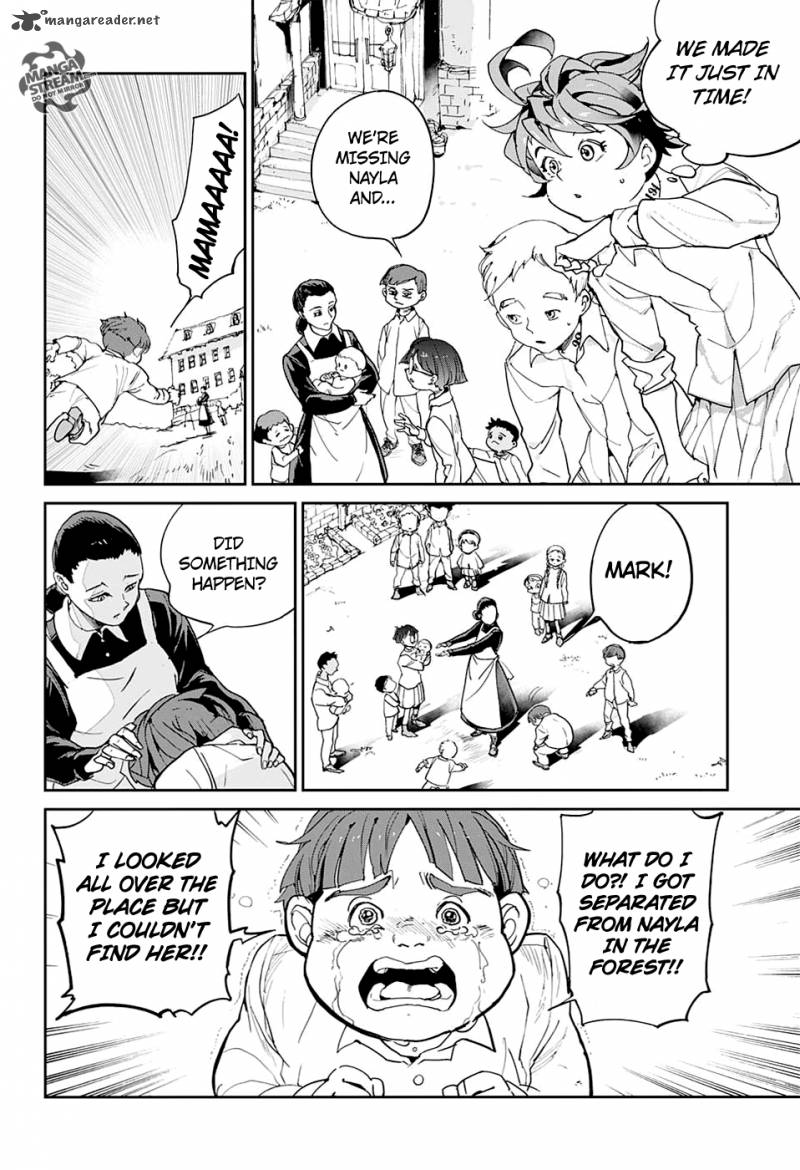 mangareader.net
MANGA
STREAM
DO NOT MIRROR
WE MADE
IT JUST IN
TIME!
WE'RE
MISSING
NAYLA
AND...
MAMAAAAA!
MARK!
DID
SOMETHING
HAPPEN?
WHAT DO I
DO?! I GOT
SEPARATED
FROM NAYLA
IN THE
FOREST!!
I LOOKED
ALL OVER THE
PLACE BUT
I COULDN'T
FIND HER!!